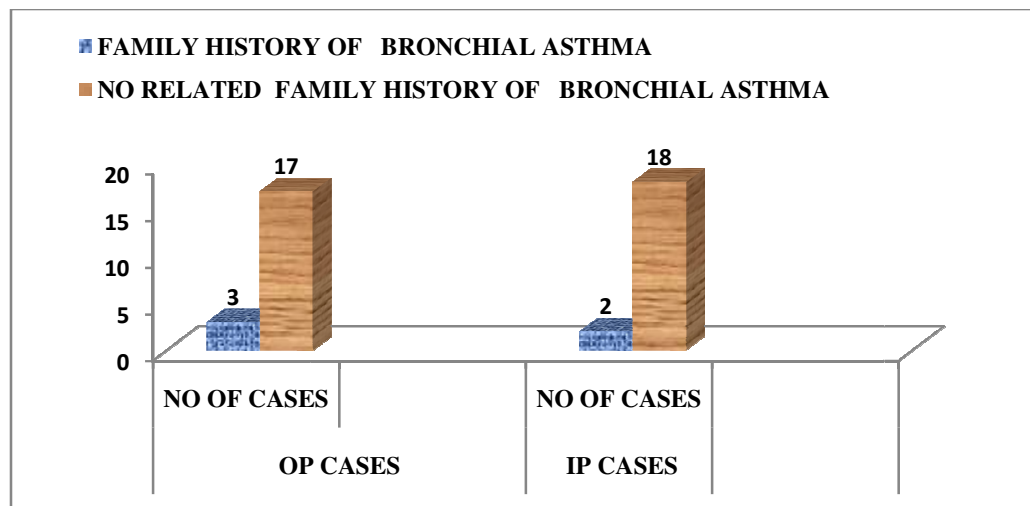 FAMILY HISTORY OF BRONCHIAL ASTHMA
NO RELATED FAMILY HISTORY OF BRONCHIAL ASTHMA
20
15
10
5
0
3
17
2
18
NO OF CASES
NO OF CASES
OP CASES
IP CASES